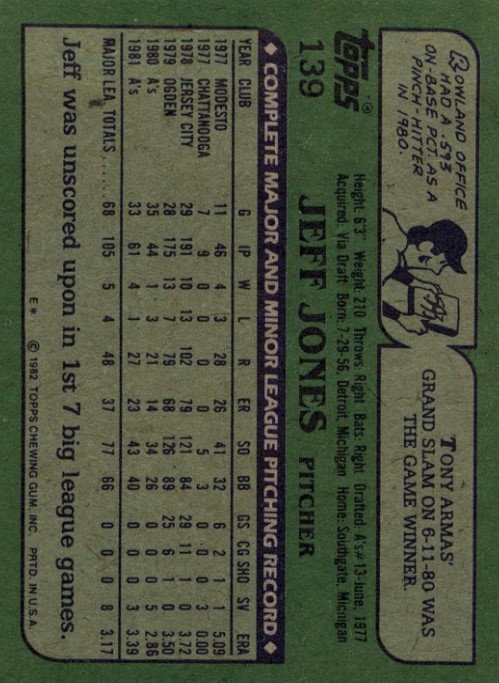 ROWLAND OFFICE
HAD A .593
ON-BASE PCT. AS A
PINCH-HITTER
IN 1980.
TONY ARMAS'
GRAND SLAM ON 6-11-80 WAS
THE GAME WINNER.
TOPPS®
139
Height: 6'3" Weight: 210 Throws: Right Bats: Right Drafted: A's #13-June, 1977
Acquired: Via Draft Born: 7-29-56, Detroit, Michigan Home: Southgate, Michigan
JEFF JONES PITCHER
◆ COMPLETE MAJOR AND MINOR LEAGUE PITCHING RECORD ◆
YEAR CLUB G IP W L R ER SO BB GS CG SHO SV ERA
1977 MODESTO 11 46 4 3 28 26 41 32 6 2 1 1 5.09
1977 CHATTANOOGA 7 9 0 0 0 0 5 3 0 0 0 3 0.00
1978 JERSEY CITY 29 191 10 13 102 79 121 84 29 11 1 0 3.72
1979 OGDEN 28 175 13 7 79 68 126 89 25 6 1 0 3.50
1980 A's 35 44 1 3 21 14 34 26 0 0 0 5 2.86
1981 A's 33 61 4 1 27 23 43 40 0 0 0 3 3.39
MAJOR LEA. TOTALS..... 68 105 5 4 48 37 77 66 0 0 0 8 3.17
Jeff was unscored upon in 1st 7 big league games.
E* © 1982 TOPPS CHEWING GUM, INC. PRTD. IN U.S.A.